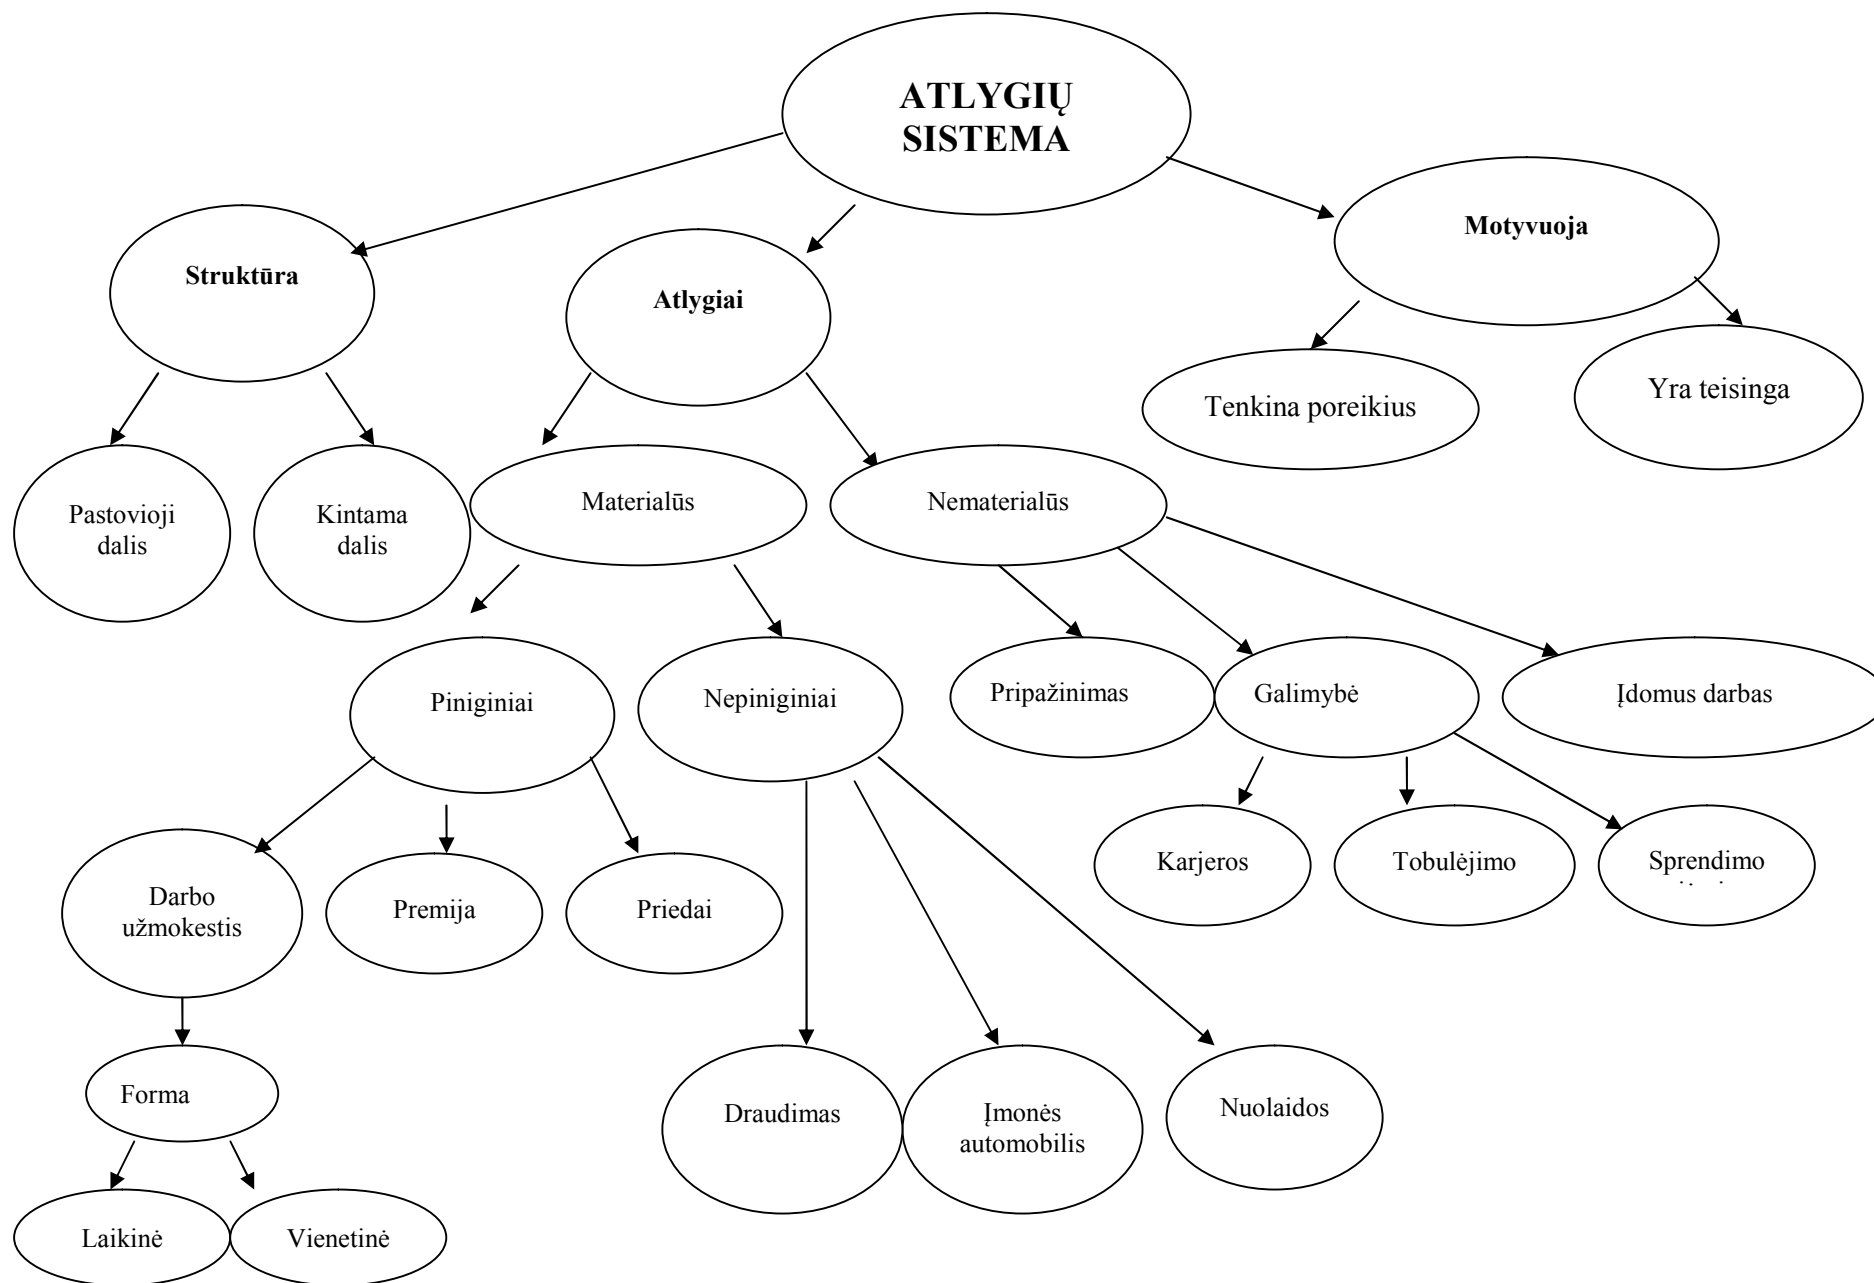 ATLYGIŲ
SISTEMA
Motyvuoja
Struktūra
Atlygiai
Tenkina poreikius
Yra teisinga
Pastovioji
dalis
Kintama
dalis
Materialūs
Nematerialūs
Piniginiai
Nepiniginiai
Pripažinimas
Galimybė
Įdomus darbas
Darbo
užmokestis
Premija
Priedai
Karjeros
Tobulėjimo
Sprendimo
Forma
Draudimas
Įmonės
automobilis
Nuolaidos
Laikinė
Vienetinė